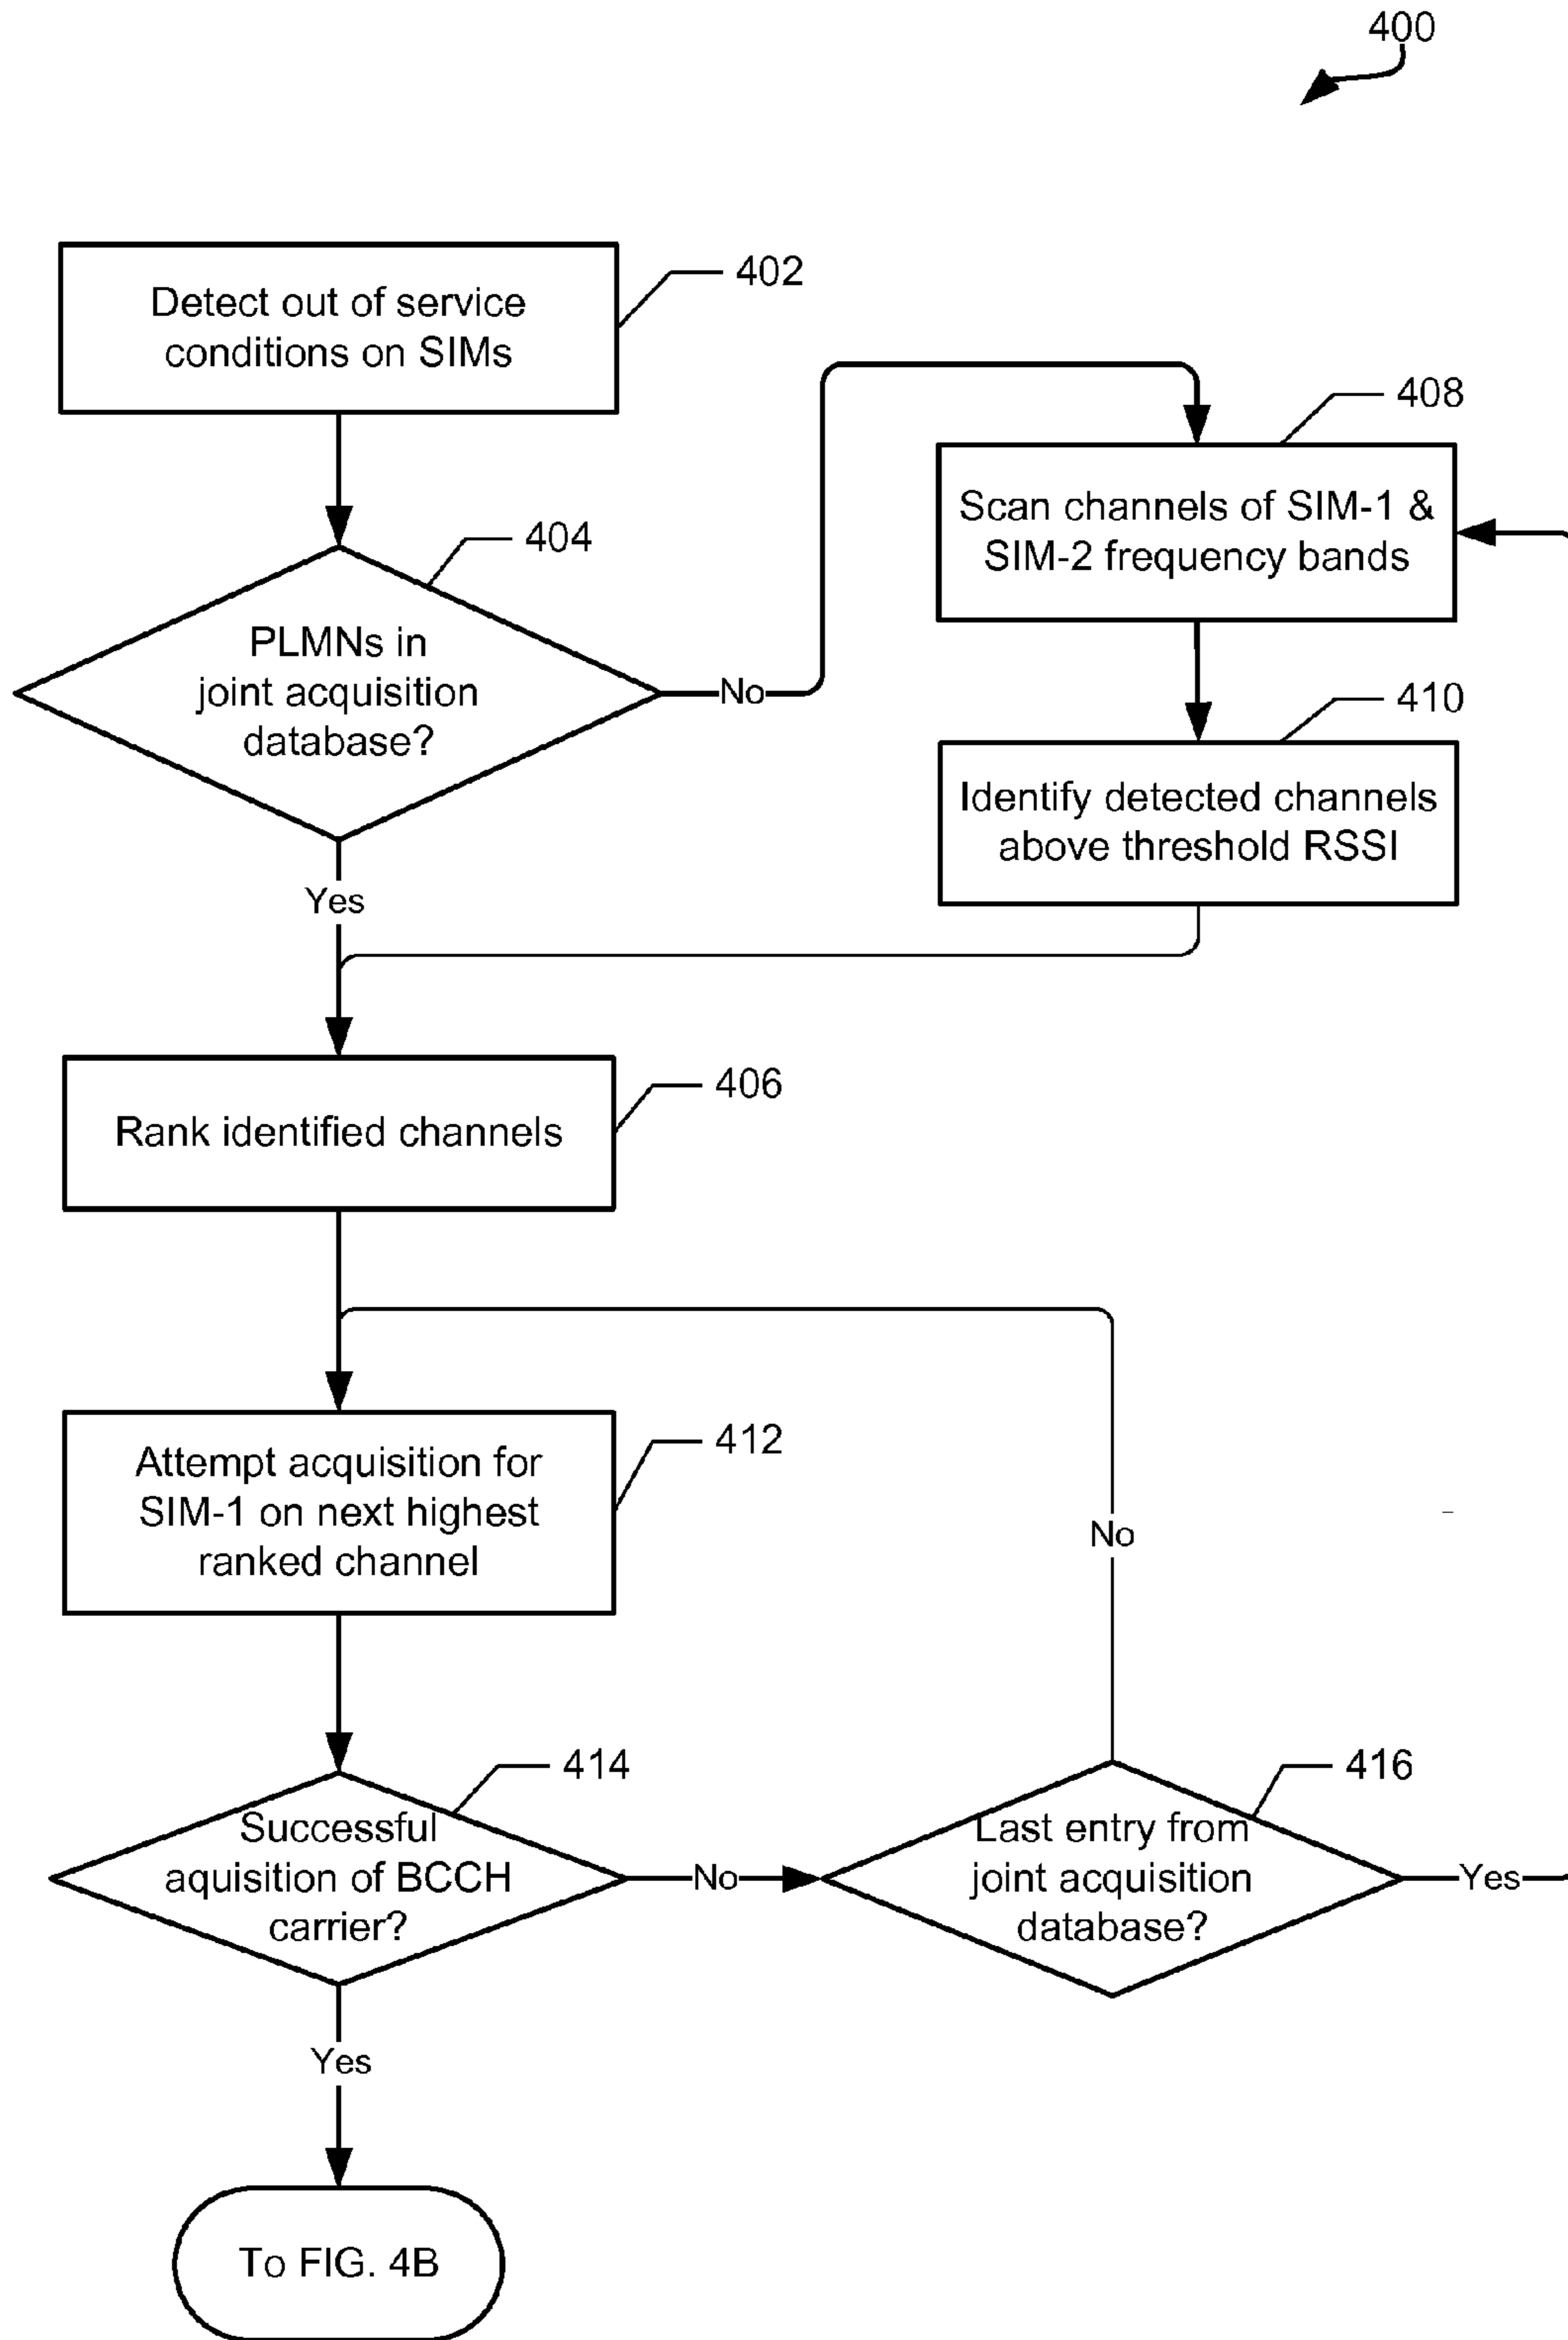 400
Detect out of service
conditions on SIMs
402
408
Scan channels of SIM-1 &
SIM-2 frequency bands
404
PLMNs in
joint acquisition
database?
No
410
Identify detected channels
above threshold RSSI
Yes
Rank identified channels
406
Attempt acquisition for
SIM-1 on next highest
ranked channel
412
No
414
Successful
aquisition of BCCH
carrier?
No
416
Last entry from
joint acquisition
database?
Yes
Yes
To FIG. 4B